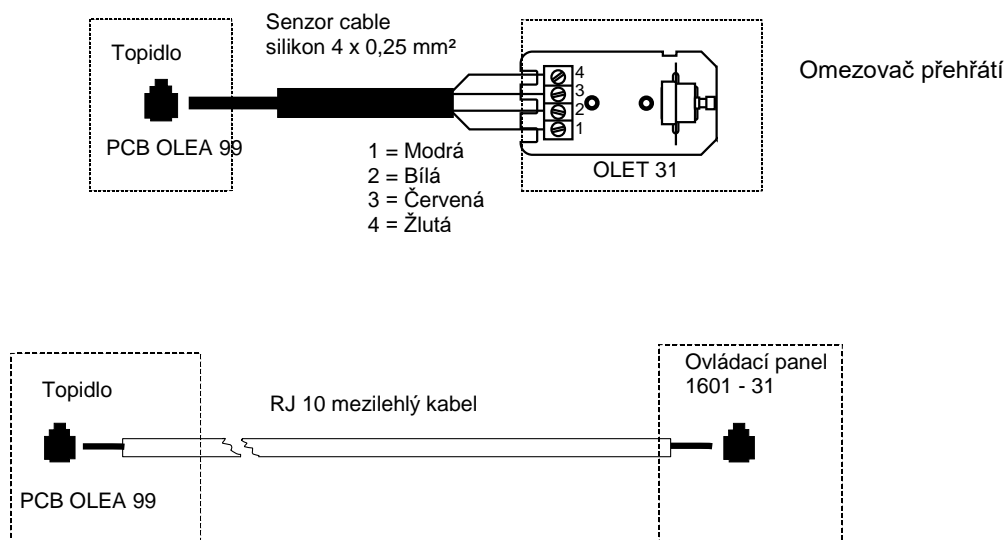 Senzor cable
silikon 4 x 0,25 mm²
Topidlo
Omezovač přehřátí
4
3
2
1
PCB OLEA 99
1 = Modrá
2 = Bílá
3 = Červená
4 = Žlutá
OLET 31
Ovládací panel
1601 - 31
Topidlo
RJ 10 mezilehlý kabel
PCB OLEA 99